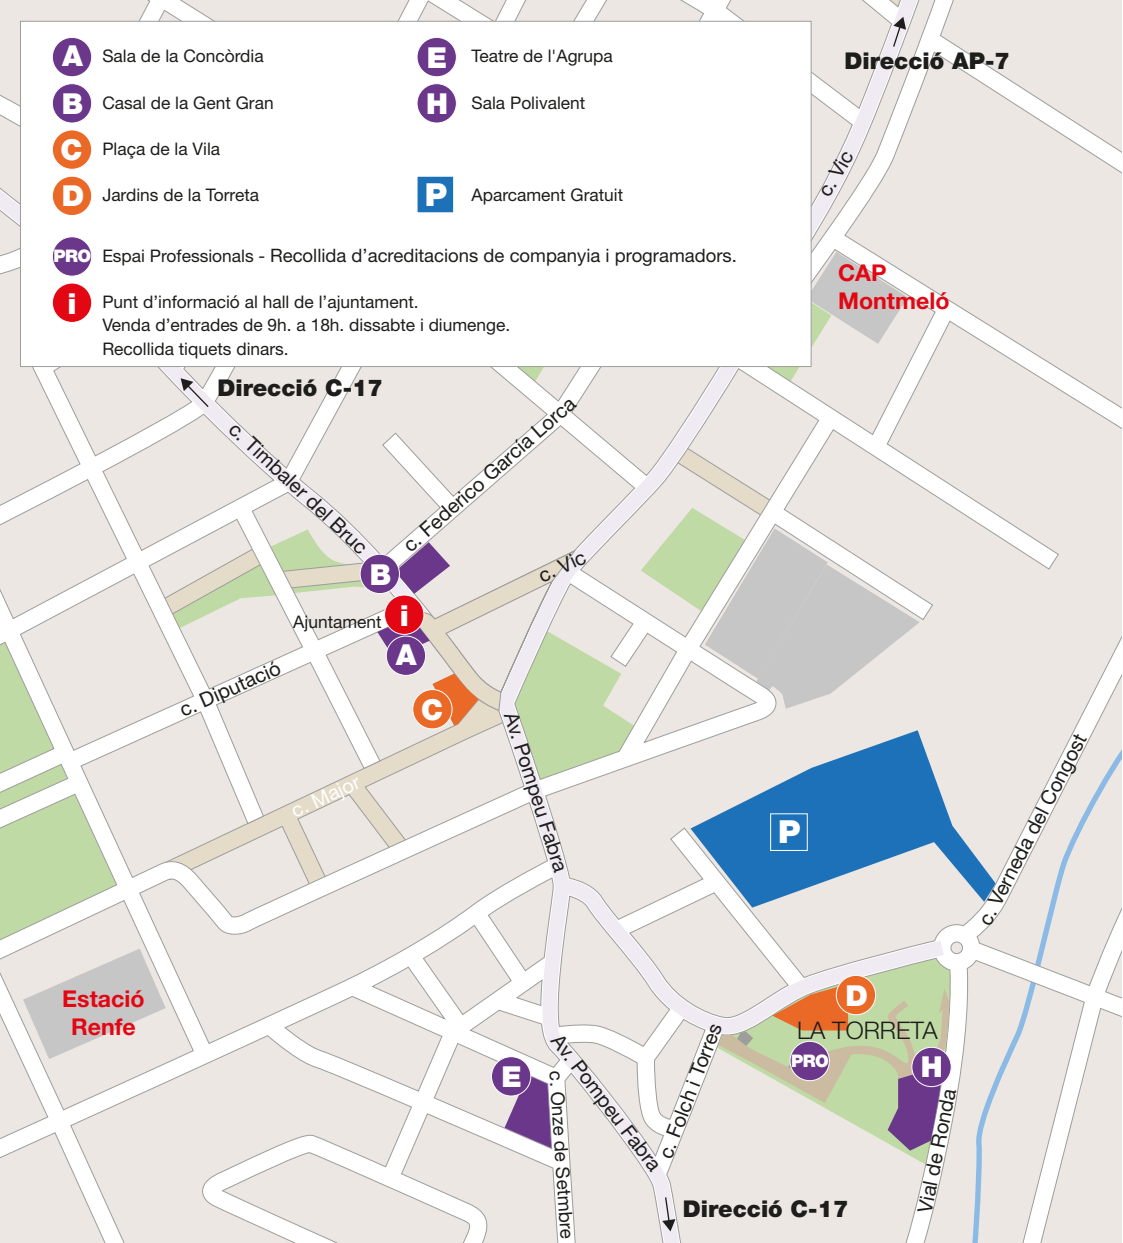 A Sala de la Concòrdia
B Casal de la Gent Gran
C Plaça de la Vila
D Jardins de la Torreta
E Teatre de l'Agrupa
H Sala Polivalent
P Aparcament Gratuit
PRO Espai Professionals - Recollida d’acreditacions de companyia i programadors.
i Punt d’informació al hall de l’ajuntament.
Venda d’entrades de 9h. a 18h. dissabte i diumenge.
Recollida tiquets dinars.
Direcció AP-7
c. Vic
CAP
Montmeló
Direcció C-17
c. Timbaler del Bruc
c. Federico García Lorca
B
c. Vic
i
Ajuntament
A
c. Diputació
C
Av. Pompeu Fabra
c. Major
P
c. Verneda del Congost
Estació
Renfe
D
LA TORRETA
PRO
H
E
Av. Pompeu Fabra
c. Folch i Torres
c. Onze de Setmbre
Vial de Ronda
Direcció C-17